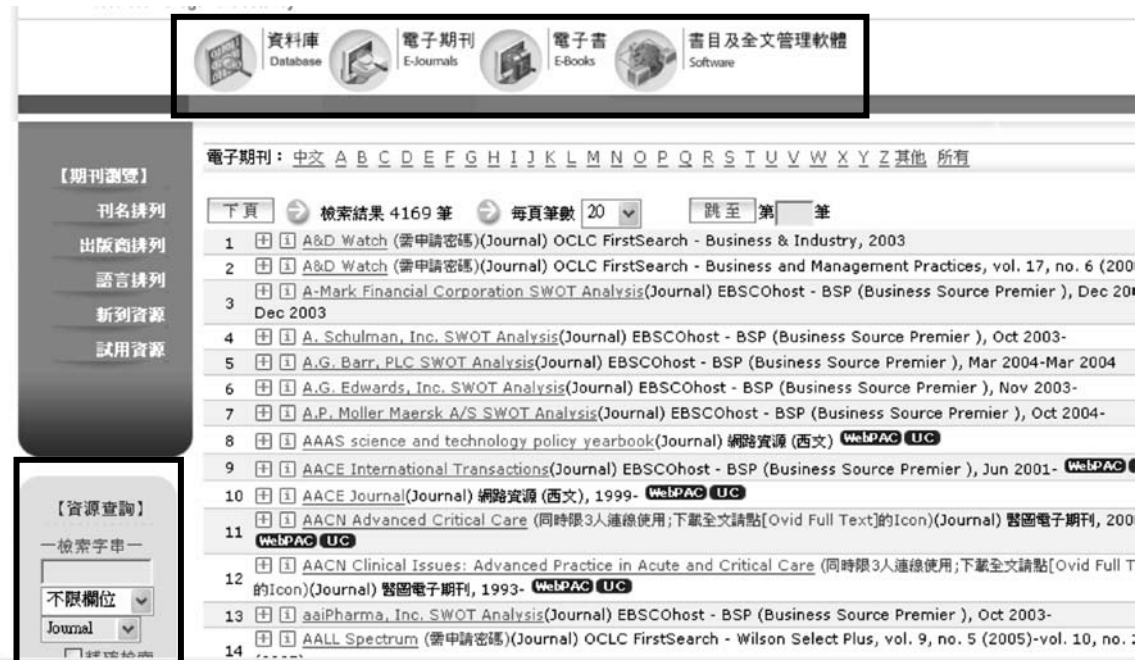 資料庫
Database
電子期刊
E-Journals
電子書
E-Books
書目及全文管理軟體
Software
【期刊瀏覽】
刊名排列
出版商排列
語言排列
新到資源
試用資源
【資源查詢】
—檢索字串—
不限欄位
Journal
電子期刊：中文 A B C D E F G H I J K L M N O P Q R S T U V W X Y Z 其他 所有
下頁 檢索結果 4169 筆 每頁筆數 20 跳至 第 筆
1 A&D Watch (需申請密碼)(Journal) OCLC FirstSearch - Business & Industry, 2003
2 A&D Watch (需申請密碼)(Journal) OCLC FirstSearch - Business and Management Practices, vol. 17, no. 6 (200
3 A-Mark Financial Corporation SWOT Analysis(Journal) EBSCOhost - BSP (Business Source Premier ), Dec
Dec 2003
4 A. Schulman, Inc. SWOT Analysis(Journal) EBSCOhost - BSP (Business Source Premier ), Oct 2003-
5 A.G. Barr, PLC SWOT Analysis(Journal) EBSCOhost - BSP (Business Source Premier ), Mar 2004-Mar 2004
6 A.G. Edwards, Inc. SWOT Analysis(Journal) EBSCOhost - BSP (Business Source Premier ), Nov 2003-
7 A.P. Moller Maersk A/S SWOT Analysis(Journal) EBSCOhost - BSP (Business Source Premier ), Oct 2004-
8 AAAS science and technology policy yearbook(Journal) 網路資源 (西文) WebPAC UC
9 AACE International Transactions(Journal) EBSCOhost - BSP (Business Source Premier ), Jun 2001- WebPAC
10 AACE Journal(Journal) 網路資源 (西文), 1999- WebPAC UC
11 AACN Advanced Critical Care (同時限3人連線使用;下載全文請點[Ovid Full Text]的Icon)(Journal) 醫圖電子期刊, 200
WebPAC UC
12 AACN Clinical Issues: Advanced Practice in Acute and Critical Care (同時限3人連線使用;下載全文請點[Ovid Full T
的Icon)(Journal) 醫圖電子期刊, 1993- WebPAC UC
13 aaiPharma, Inc. SWOT Analysis(Journal) EBSCOhost - BSP (Business Source Premier ), Oct 2003-
14 AALL Spectrum (需申請密碼)(Journal) OCLC FirstSearch - Wilson Select Plus, vol. 9, no. 5 (2005)-vol. 10, no.